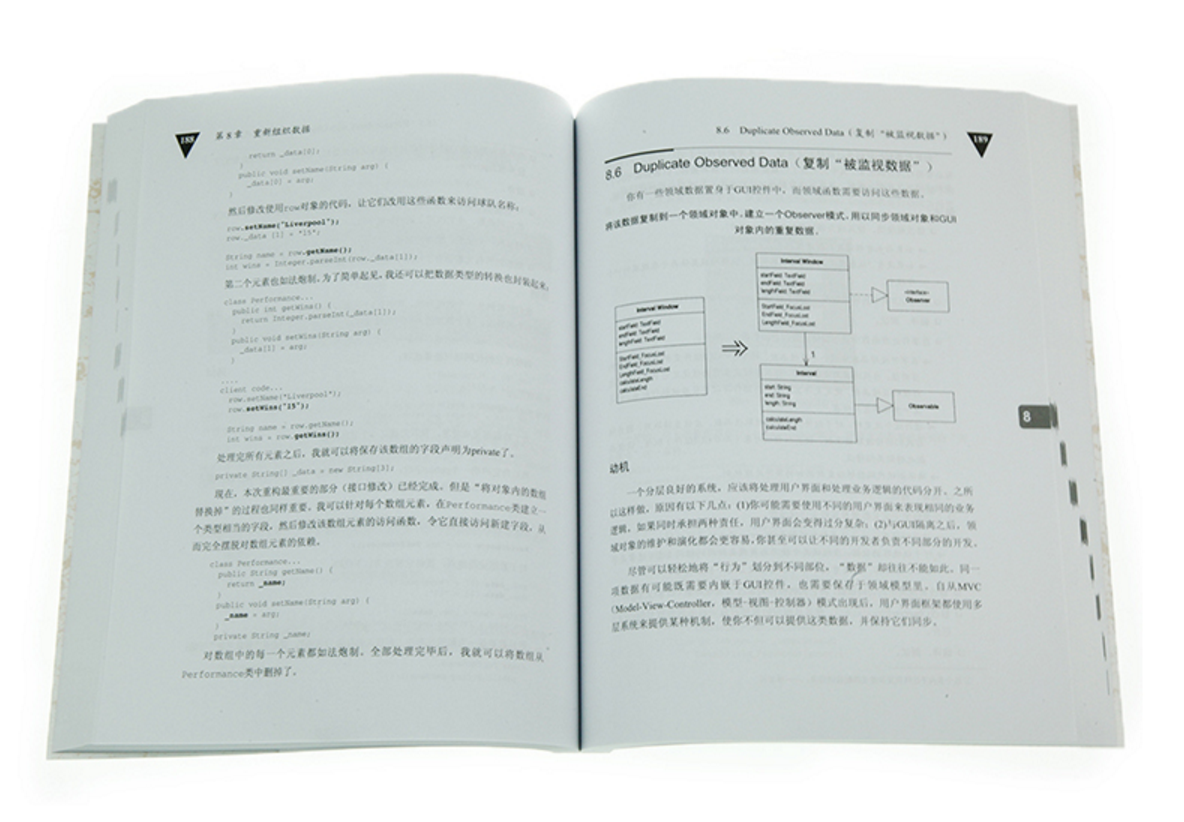 188
第8章 重新组织数据
return _data[0];
}
public void setName(String arg) {
_data[0] = arg;
}
然后修改使用row对象的代码，让它们改用这些函数来访问球队名称：
row.setName("Liverpool");
row._data [1] = "15";
String name = row.getName();
int wins = Integer.parseInt(row._data[1]);
第二个元素也如法炮制。为了简单起见，我还可以把数据类型的转换也封装起来：
class Performance...
public int getWins() {
return Integer.parseInt(_data[1]);
}
public void setWins(String arg) {
_data[1] = arg;
}
....
client code...
row.setName("Liverpool");
row.setWins("15");
String name = row.getName();
int wins = row.getWins();
处理完所有元素之后，我就可以将保存该数组的字段声明为private了。
private String[] _data = new String[3];
现在，本次重构最重要的部分（接口修改）已经完成。但是“将对象内的数组
替换掉”的过程也同样重要。我可以针对每个数组元素，在Performance类建立一
个类型相当的字段，然后修改该数组元素的访问函数，令它直接访问新建字段，从
而完全摆脱对数组元素的依赖。
class Performance...
public String getName() {
return _name;
}
public void setName(String arg) {
_name = arg;
}
private String _name;
对数组中的每一个元素都如法炮制。全部处理完毕后，我就可以将数组从
Performance类中删掉了。
8.6 Duplicate Observed Data（复制“被监视数据”）
189
8.6 Duplicate Observed Data（复制“被监视数据”）
你有一些领域数据置身于GUI控件中，而领域函数需要访问这些数据。
将该数据复制到一个领域对象中。建立一个Observer模式，用以同步领域对象和GUI
对象内的重复数据。
Interval Window
startField: TextField
endField: TextField
lengthField: TextField
StartField_FocusLost
EndField_FocusLost
LengthField_FocusLost
calculateLength
calculateEnd
Interval Window
startField: TextField
endField: TextField
lengthField: TextField
StartField_FocusLost
EndField_FocusLost
LengthField_FocusLost
«interface»
Observer
1
Interval
start: String
end: String
length: String
calculateLength
calculateEnd
Observable
8
动机
一个分层良好的系统，应该将处理用户界面和处理业务逻辑的代码分开。之所
以这样做，原因有以下几点：(1)你可能需要使用不同的用户界面来表现相同的业务
逻辑，如果同时承担两种责任，用户界面会变得过分复杂；(2)与GUI隔离之后，领
域对象的维护和演化都会更容易，你甚至可以让不同的开发者负责不同部分的开发。
尽管可以轻松地将“行为”划分到不同部位，“数据”却往往不能如此。同一
项数据有可能既需要内嵌于GUI控件，也需要保存于领域模型里。自从MVC
(Model-View-Controller，模型-视图-控制器）模式出现后，用户界面框架都使用多
层系统来提供某种机制，使你不但可以提供这类数据，并保持它们同步。